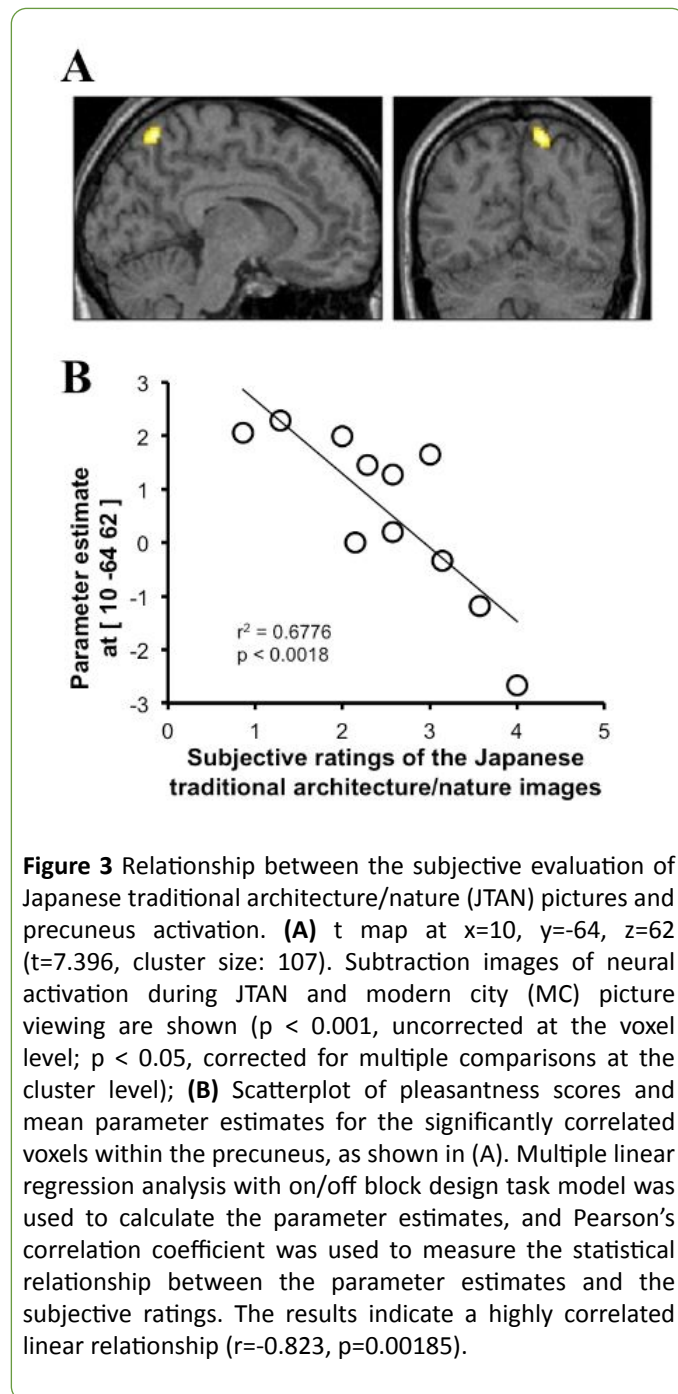 A
B
3
2
1
0
-1
-2
-3
Parameter estimate
at [ 10 -64 62 ]
r² = 0.6776
p < 0.0018
0 1 2 3 4 5
Subjective ratings of the Japanese
traditional architecture/nature images
Figure 3 Relationship between the subjective evaluation of
Japanese traditional architecture/nature (JTAN) pictures and
precuneus activation. (A) t map at x=10, y=-64, z=62
(t=7.396, cluster size: 107). Subtraction images of neural
activation during JTAN and modern city (MC) picture
viewing are shown (p < 0.001, uncorrected at the voxel
level; p < 0.05, corrected for multiple comparisons at the
cluster level); (B) Scatterplot of pleasantness scores and
mean parameter estimates for the significantly correlated
voxels within the precuneus, as shown in (A). Multiple linear
regression analysis with on/off block design task model was
used to calculate the parameter estimates, and Pearson's
correlation coefficient was used to measure the statistical
relationship between the parameter estimates and the
subjective ratings. The results indicate a highly correlated
linear relationship (r=-0.823, p=0.00185).